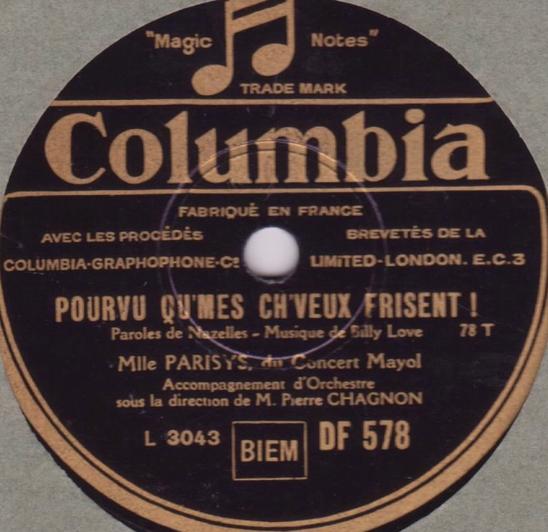 "Magic Notes"
TRADE MARK
Columbia
FABRIQUÉ EN FRANCE
AVEC LES PROCÉDÉS BREVETÉS DE LA
COLUMBIA-GRAPHOPHONE-Co LIMITED-LONDON. E.C.3
POURVU QU'MES CH'VEUX FRISENT !
Paroles de Nazelles - Musique de Billy Love 78 T
Mlle PARISYS, du Concert Mayol
Accompagnement d'Orchestre
sous la direction de M. Pierre CHAGNON
L 3043 BIEM DF 578